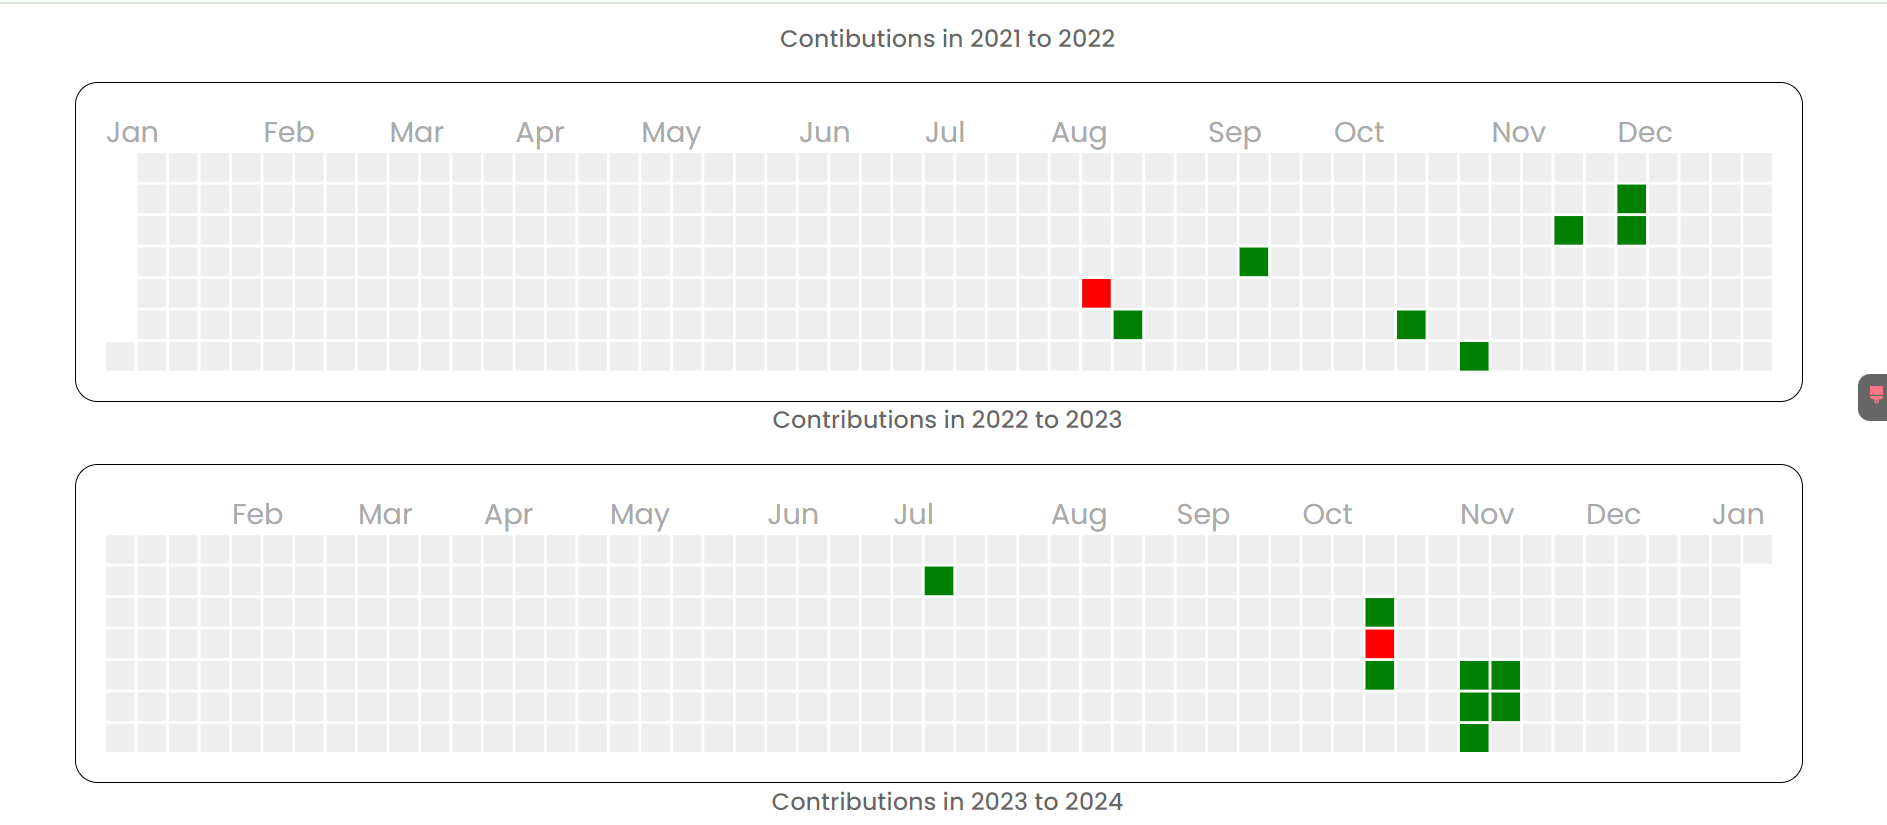 Contibutions in 2021 to 2022
Jan Feb Mar Apr May Jun Jul Aug Sep Oct Nov Dec
Contributions in 2022 to 2023
Feb Mar Apr May Jun Jul Aug Sep Oct Nov Dec Jan
Contributions in 2023 to 2024